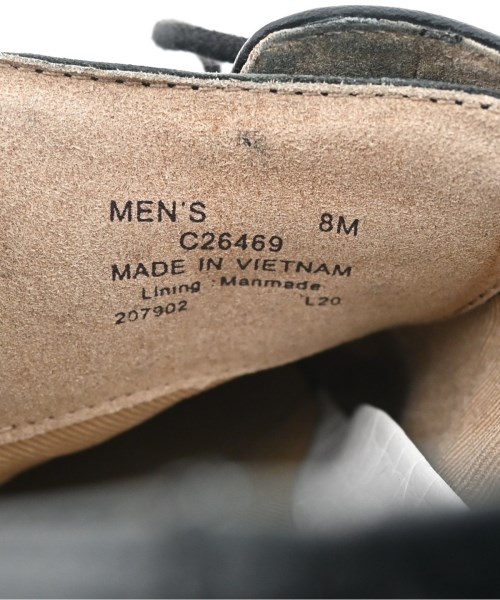 MEN'S 8M
C26469
MADE IN VIETNAM
Lining : Manmade
207902 L20